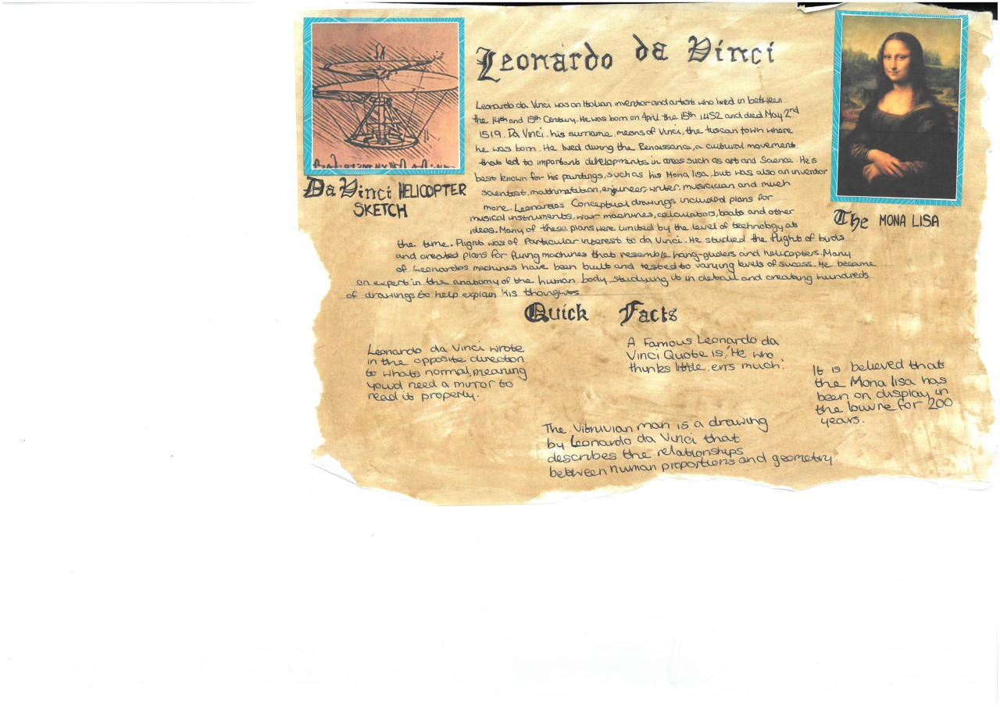 Leonardo da Vinci
Leonardo da Vinci was an Italian inventor and artist who lived in between
the 14th and 15th Century. He was born on April the 15th 1452 and died May 2nd
1519. Da Vinci, his surname, means of Vinci, the tuscan town where
he was born. He lived during the Renaissance, a cultural movement
that led to important developments in areas such as art and Science. He is
best known for his paintings, such as his Mona lisa, but was also an inventor
scientist, mathmatician, engineer, writer, musicician and much
more. Leonardos Conceptual drawings included plans for
musical instruments, war machines, calculators, boats and other
ideas. Many of these plans were limited by the level of technology at
the time. Flight was of Particular interest to da Vinci. He studied the flight of birds
and created plans for flying machines that resemble hang-gliders and helicopters. Many
of Leonardos machines have been built and tested to varying levels of sucess. He became
an expert in the anatomy of the human body, studying it in detail and creating hundreds
of drawings to help explain his thoughts
Da Vinci HELICOPTER
SKETCH
The MONA LISA
Quick Facts
Leonardo da Vinci wrote
in the opposite direction
to whats normal, meaning
youd need a mirror to
read it properly.
A Famous Leonardo da
Vinci Quote is, 'He who
thinks little, errs much'.
It is believed that
the Mona lisa has
been on display in
the louvre for 200
years.
The Vitruvian man is a drawing
by Leonardo da Vinci that
describes the relationships
between human proportions and geometry.